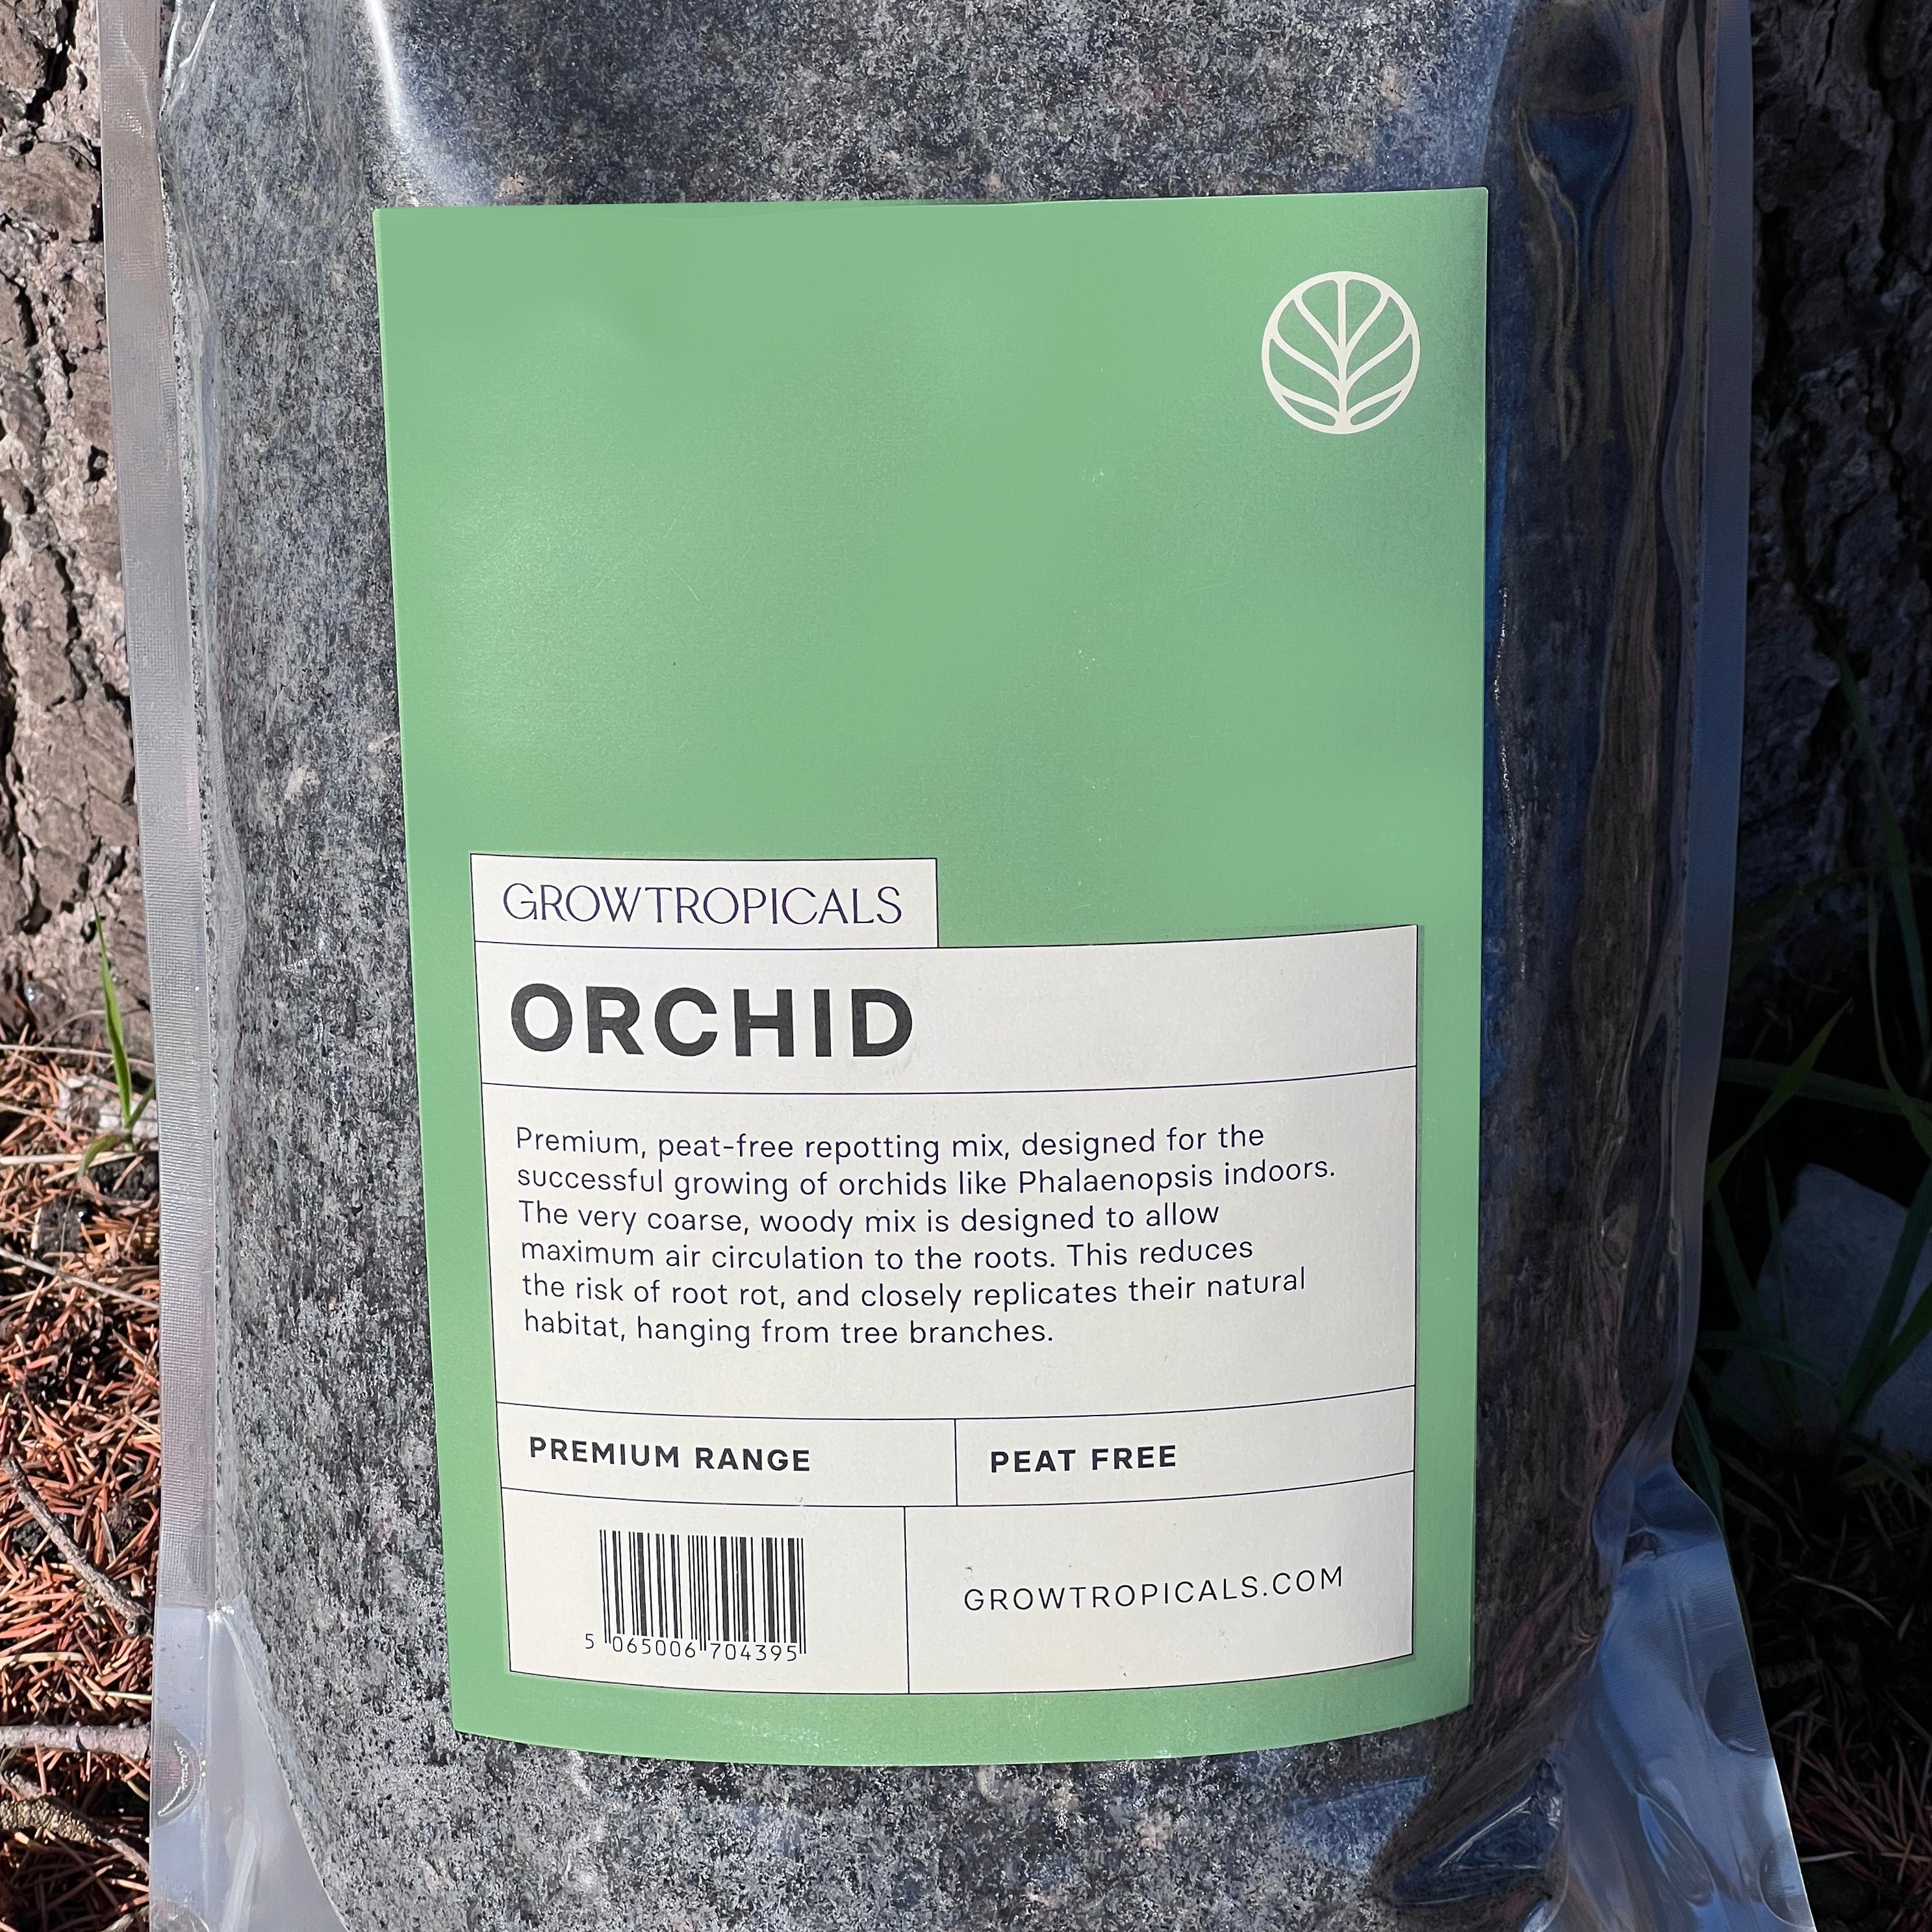 GROWTROPICALS
ORCHID
Premium, peat-free repotting mix, designed for the
successful growing of orchids like Phalaenopsis indoors.
The very coarse, woody mix is designed to allow
maximum air circulation to the roots. This reduces
the risk of root rot, and closely replicates their natural
habitat, hanging from tree branches.
PREMIUM RANGE
PEAT FREE
5 065006 704395
GROWTROPICALS.COM